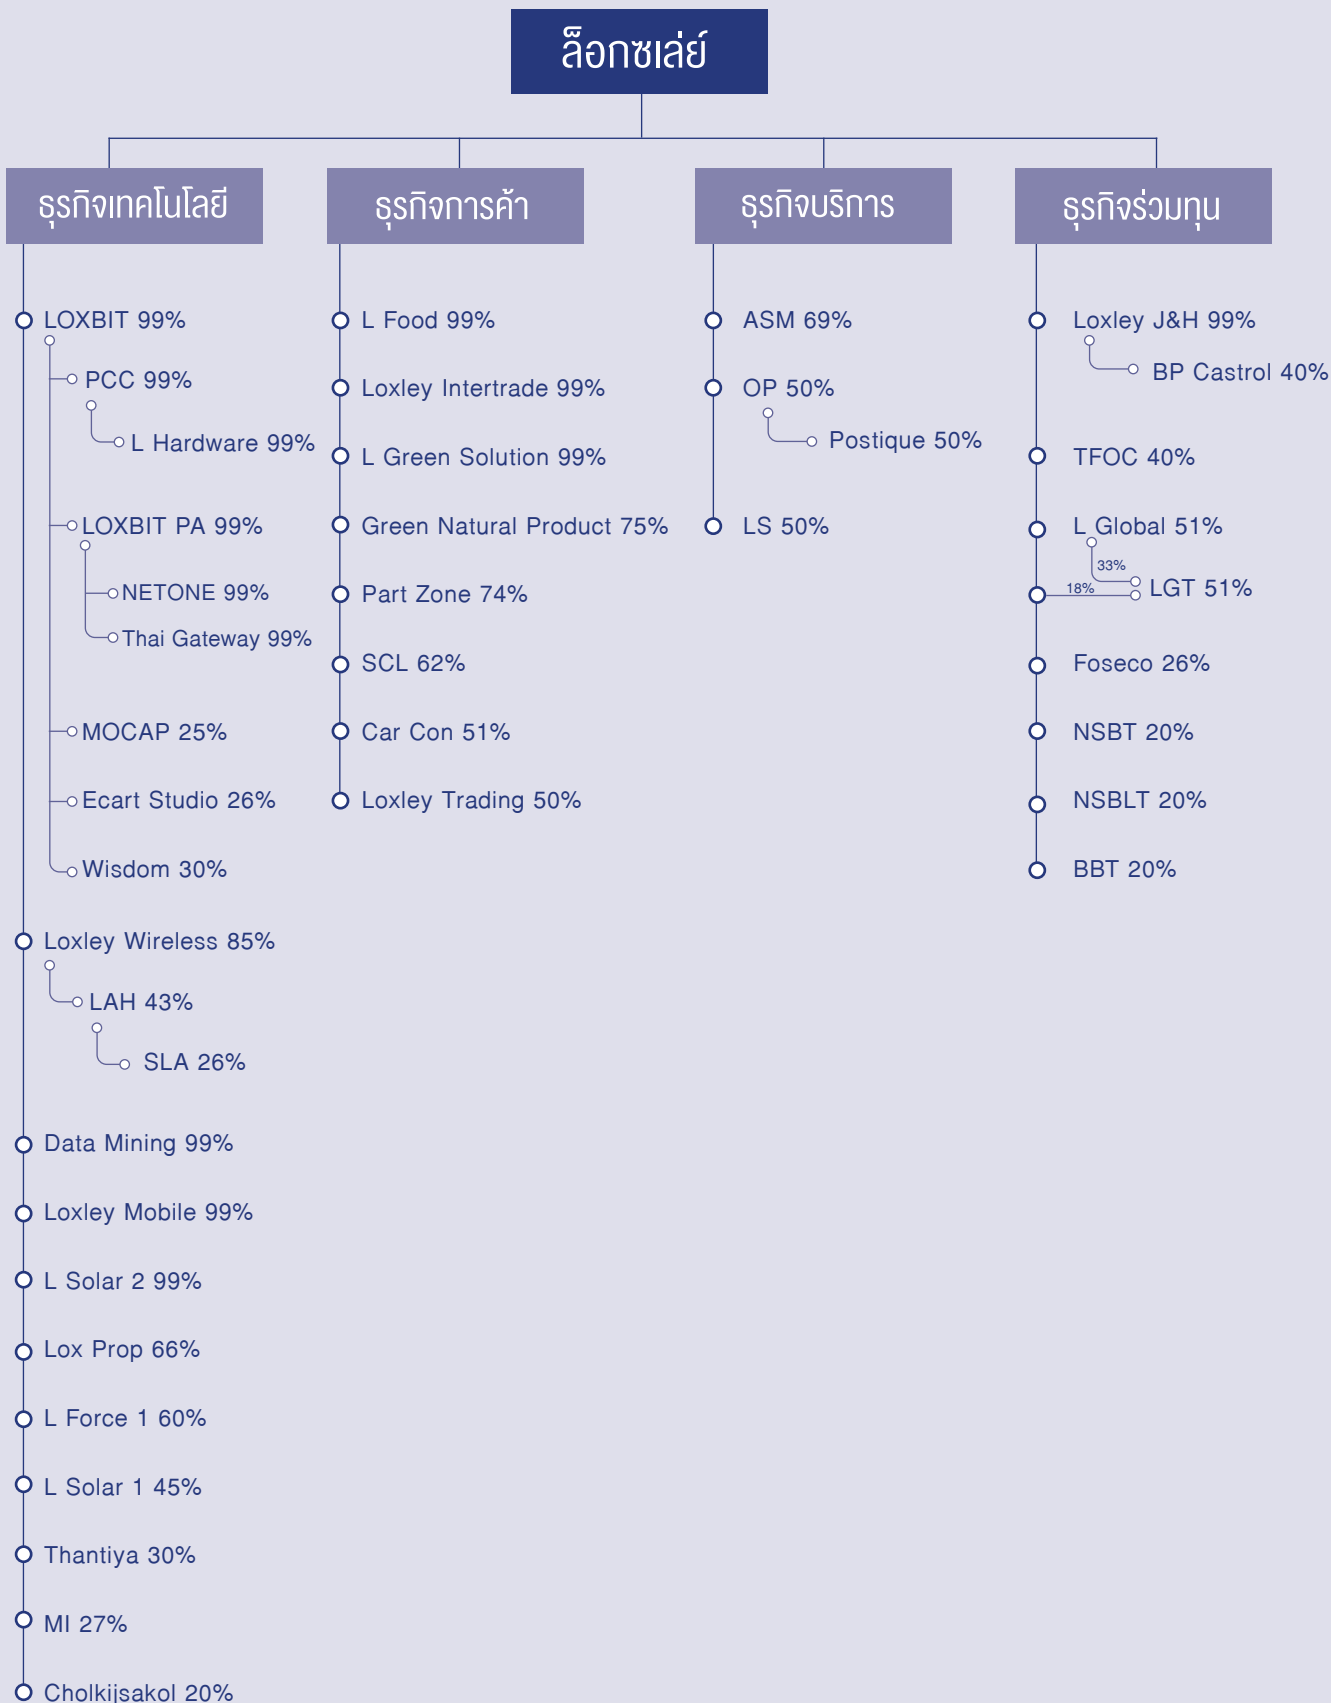 ล็อกซเล่ย์
ธุรกิจเทคโนโลยี
LOXBIT 99%
PCC 99%
L Hardware 99%
LOXBIT PA 99%
NETONE 99%
Thai Gateway 99%
MOCAP 25%
Ecart Studio 26%
Wisdom 30%
Loxley Wireless 85%
LAH 43%
SLA 26%
Data Mining 99%
Loxley Mobile 99%
L Solar 2 99%
Lox Prop 66%
L Force 1 60%
L Solar 1 45%
Thantiya 30%
MI 27%
Cholkijsakol 20%
ธุรกิจการค้า
L Food 99%
Loxley Intertrade 99%
L Green Solution 99%
Green Natural Product 75%
Part Zone 74%
SCL 62%
Car Con 51%
Loxley Trading 50%
ธุรกิจบริการ
ASM 69%
OP 50%
Postique 50%
LS 50%
ธุรกิจร่วมทุน
Loxley J&H 99%
BP Castrol 40%
TFOC 40%
L Global 51%
33%
18%
LGT 51%
Foseco 26%
NSBT 20%
NSBLT 20%
BBT 20%